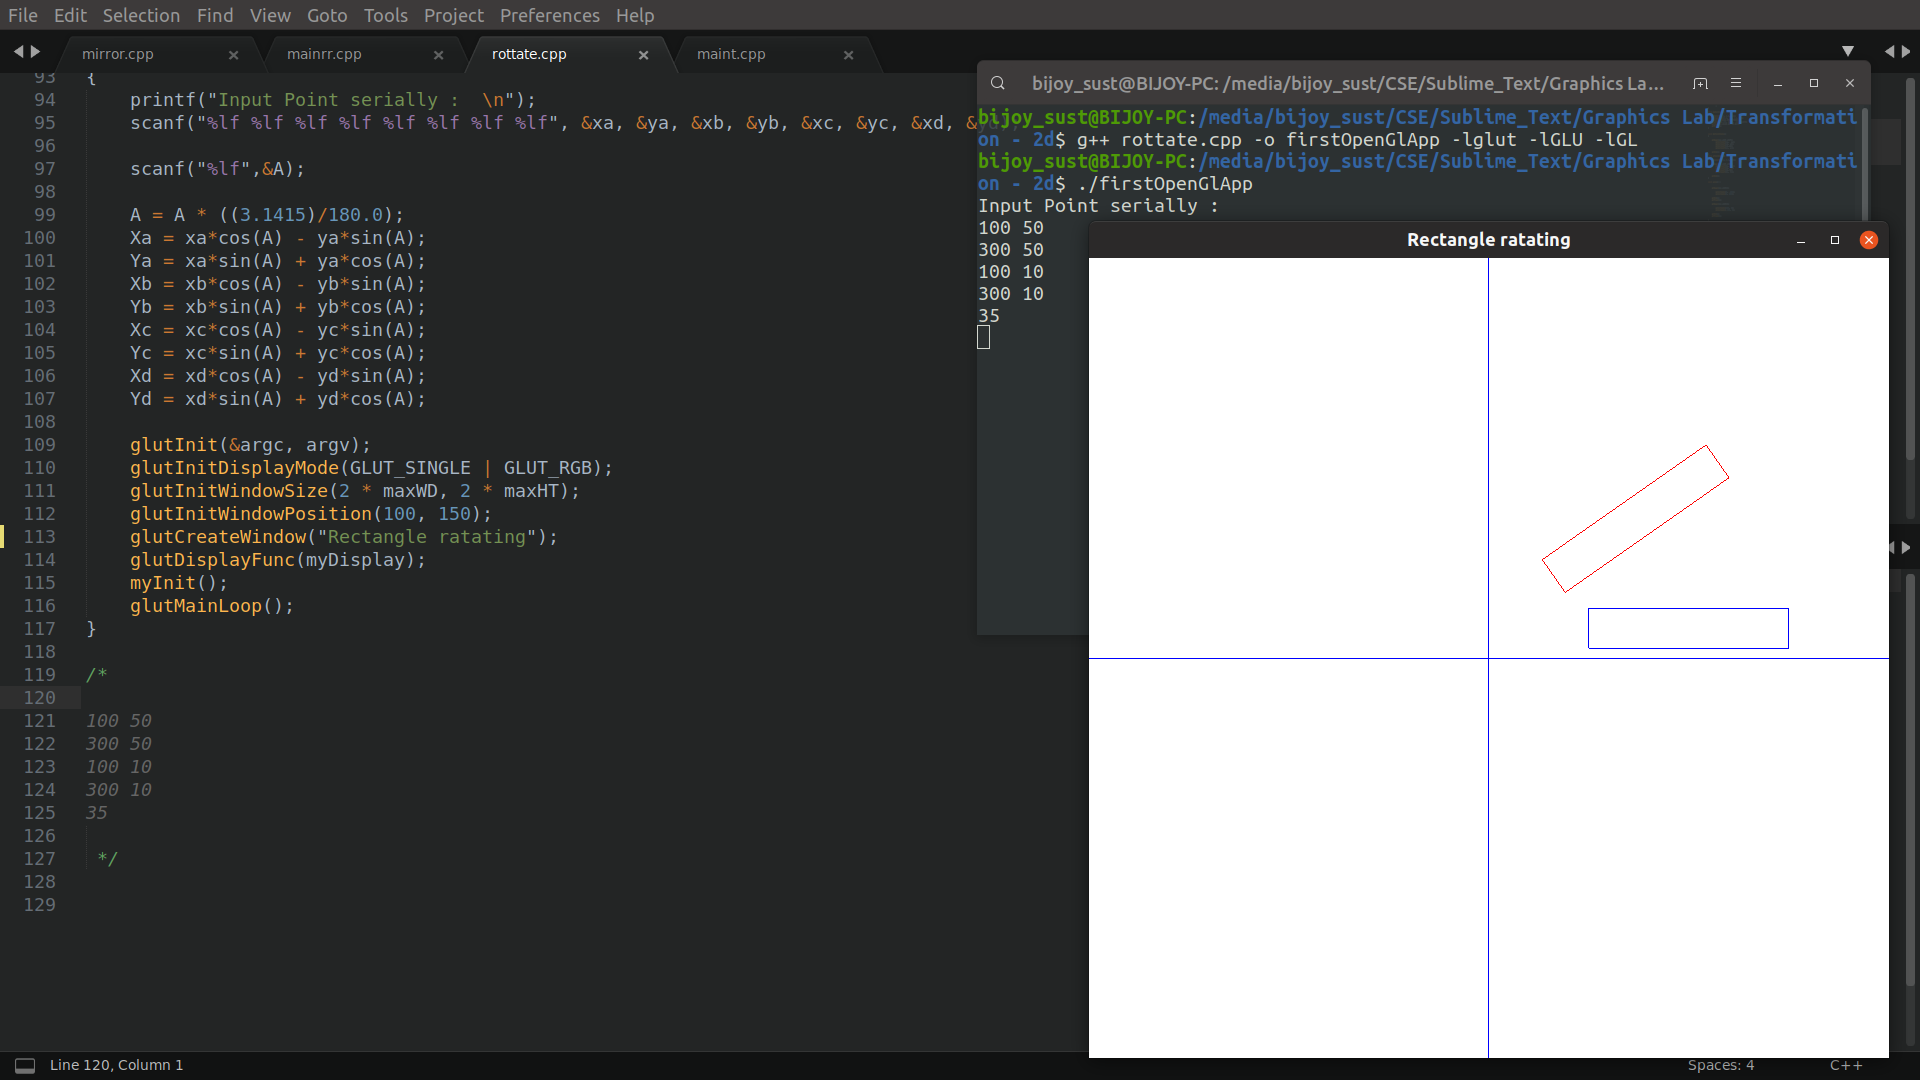 File Edit Selection Find View Goto Tools Project Preferences Help
mirror.cpp mainrr.cpp rottate.cpp maint.cpp
93 {
94 printf("Input Point serially :  \n");
95 scanf("%lf %lf %lf %lf %lf %lf %lf %lf", &xa, &ya, &xb, &yb, &xc, &yc, &xd, &
96
97 scanf("%lf",&A);
98
99 A = A * ((3.1415)/180.0);
100 Xa = xa*cos(A) - ya*sin(A);
101 Ya = xa*sin(A) + ya*cos(A);
102 Xb = xb*cos(A) - yb*sin(A);
103 Yb = xb*sin(A) + yb*cos(A);
104 Xc = xc*cos(A) - yc*sin(A);
105 Yc = xc*sin(A) + yc*cos(A);
106 Xd = xd*cos(A) - yd*sin(A);
107 Yd = xd*sin(A) + yd*cos(A);
108
109 glutInit(&argc, argv);
110 glutInitDisplayMode(GLUT_SINGLE | GLUT_RGB);
111 glutInitWindowSize(2 * maxWD, 2 * maxHT);
112 glutInitWindowPosition(100, 150);
113 glutCreateWindow("Rectangle ratating");
114 glutDisplayFunc(myDisplay);
115 myInit();
116 glutMainLoop();
117 }
118
119 /*
120
121 100 50
122 300 50
123 100 10
124 300 10
125 35
126
127 */
128
129
bijoy_sust@BIJOY-PC: /media/bijoy_sust/CSE/Sublime_Text/Graphics La...
bijoy_sust@BIJOY-PC:/media/bijoy_sust/CSE/Sublime_Text/Graphics Lab/Transformati
on - 2d$ g++ rottate.cpp -o firstOpenGlApp -lglut -lGLU -lGL
bijoy_sust@BIJOY-PC:/media/bijoy_sust/CSE/Sublime_Text/Graphics Lab/Transformati
on - 2d$ ./firstOpenGlApp
Input Point serially :
100 50
300 50
100 10
300 10
35
Rectangle ratating
Line 120, Column 1
Spaces: 4 C++